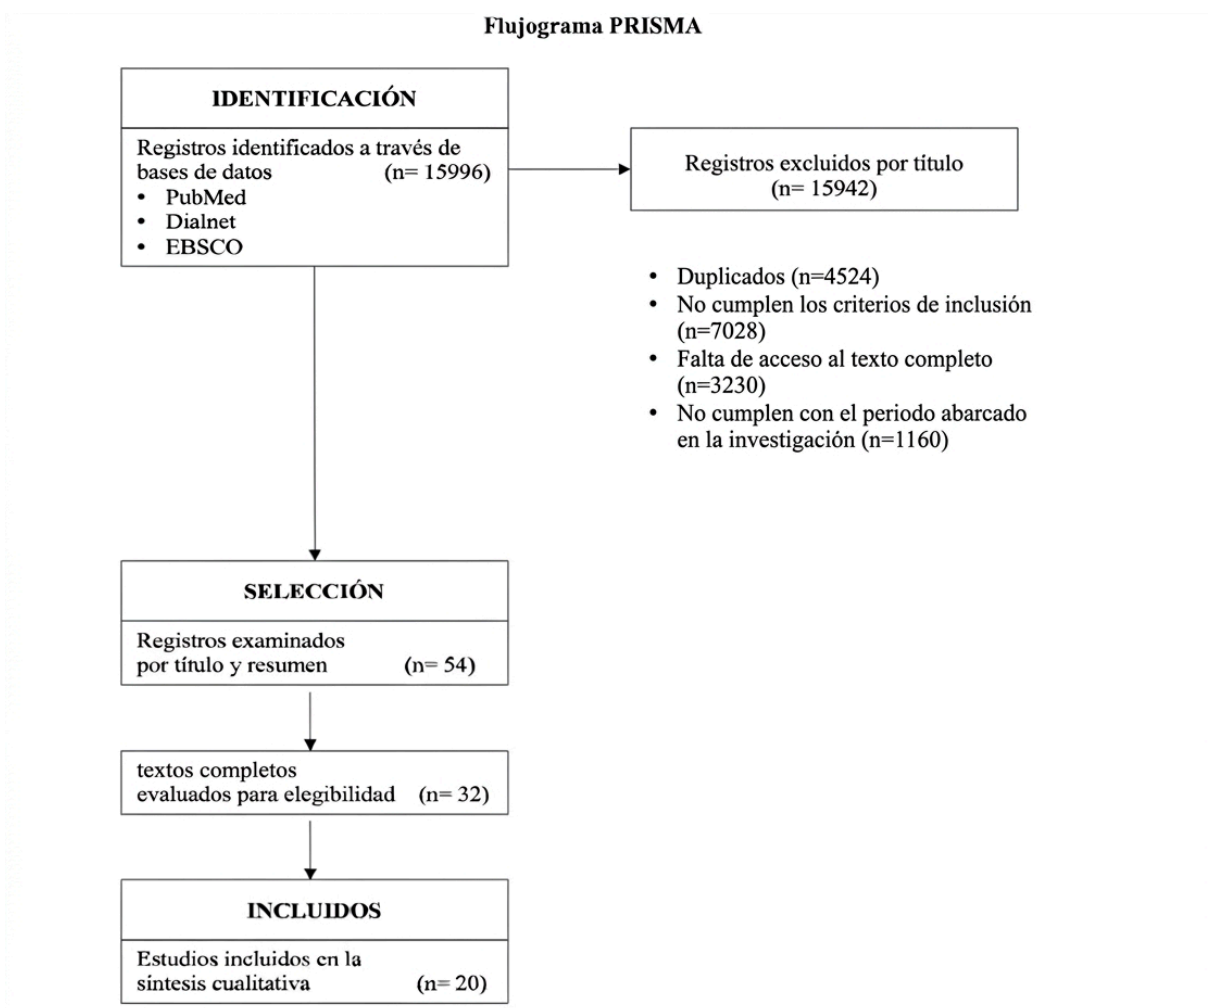 Flujograma PRISMA
IDENTIFICACIÓN
Registros identificados a través de
bases de datos (n= 15996)
• PubMed
• Dialnet
• EBSCO
Registros excluidos por título
(n= 15942)
• Duplicados (n=4524)
• No cumplen los criterios de inclusión
(n=7028)
• Falta de acceso al texto completo
(n=3230)
• No cumplen con el periodo abarcado
en la investigación (n=1160)
SELECCIÓN
Registros examinados
por título y resumen (n= 54)
textos completos
evaluados para elegibilidad (n= 32)
INCLUIDOS
Estudios incluidos en la
síntesis cualitativa (n= 20)